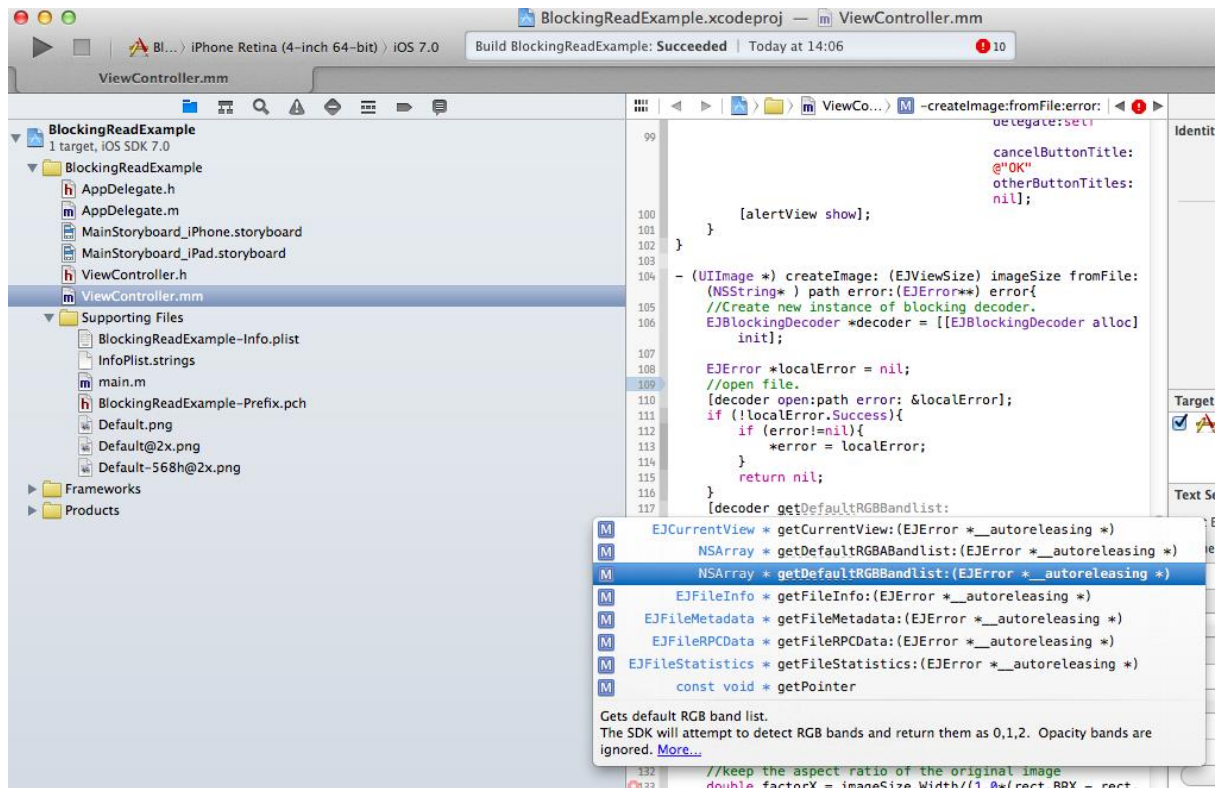 BlockingReadExample.xcodeproj — m ViewController.mm
Bl... iPhone Retina (4-inch 64-bit) iOS 7.0
Build BlockingReadExample: Succeeded | Today at 14:06
10
ViewController.mm
BlockingReadExample
1 target, iOS SDK 7.0
BlockingReadExample
h AppDelegate.h
m AppDelegate.m
MainStoryboard_iPhone.storyboard
MainStoryboard_iPad.storyboard
h ViewController.h
m ViewController.mm
Supporting Files
BlockingReadExample-Info.plist
InfoPlist.strings
m main.m
h BlockingReadExample-Prefix.pch
Default.png
Default@2x.png
Default-568h@2x.png
Frameworks
Products
m ViewCo... M -createImage:fromFile:error:
delegate:self
99
cancelButtonTitle:
@"OK"
otherButtonTitles:
nil];
100 [alertView show];
101 }
102 }
103
104 - (UIImage *) createImage: (EJViewSize) imageSize fromFile:
(NSString* ) path error:(EJError**) error{
105 //Create new instance of blocking decoder.
106 EJBlockingDecoder *decoder = [[EJBlockingDecoder alloc]
init];
107
108 EJError *localError = nil;
109 //open file.
110 [decoder open:path error: &localError];
111 if (!localError.Success){
112 if (error!=nil){
113 *error = localError;
114 }
115 return nil;
116 }
117 [decoder getDefaultRGBBandlist:
M EJCurrentView * getCurrentView:(EJError *__autoreleasing *)
M NSArray * getDefaultRGBABandlist:(EJError *__autoreleasing *)
M NSArray * getDefaultRGBBandlist:(EJError *__autoreleasing *)
M EJFileInfo * getFileInfo:(EJError *__autoreleasing *)
M EJFileMetadata * getFileMetadata:(EJError *__autoreleasing *)
M EJFileRPCData * getFileRPCData:(EJError *__autoreleasing *)
M EJFileStatistics * getFileStatistics:(EJError *__autoreleasing *)
M const void * getPointer
Gets default RGB band list.
The SDK will attempt to detect RGB bands and return them as 0,1,2. Opacity bands are
ignored. More...
132 //keep the aspect ratio of the original image
133 double factorX = imageSize.Width/(1.0*(rect.BRX - rect.
Identit
Target
Text Se